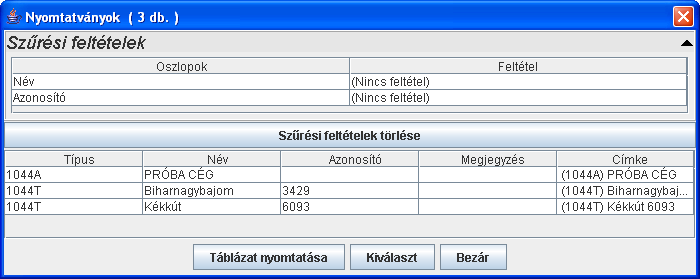 Nyomtatványok ( 3 db. )
Szűrési feltételek
Oszlopok Feltétel
Név (Nincs feltétel)
Azonosító (Nincs feltétel)
Szűrési feltételek törlése
Típus Név Azonosító Megjegyzés Címke
1044A PRÓBA CÉG (1044A) PRÓBA CÉG
1044T Biharnagybajom 3429 (1044T) Biharnagybaj...
1044T Kékkút 6093 (1044T) Kékkút 6093
Táblázat nyomtatása Kiválaszt Bezár